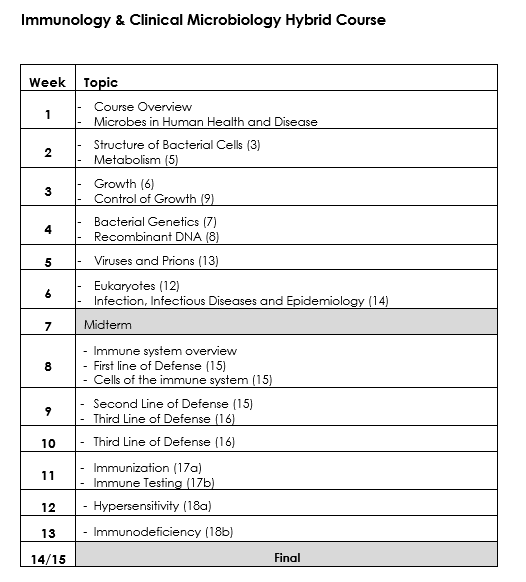 Immunology & Clinical Microbiology Hybrid Course
Week Topic
1
- Course Overview
- Microbes in Human Health and Disease
2
- Structure of Bacterial Cells (3)
- Metabolism (5)
3
- Growth (6)
- Control of Growth (9)
4
- Bacterial Genetics (7)
- Recombinant DNA (8)
5 - Viruses and Prions (13)
6
- Eukaryotes (12)
- Infection, Infectious Diseases and Epidemiology (14)
7 Midterm
8
- Immune system overview
- First line of Defense (15)
- Cells of the immune system (15)
9
- Second Line of Defense (15)
- Third Line of Defense (16)
10 - Third Line of Defense (16)
11
- Immunization (17a)
- Immune Testing (17b)
12 - Hypersensitivity (18a)
13 - Immunodeficiency (18b)
14/15 Final